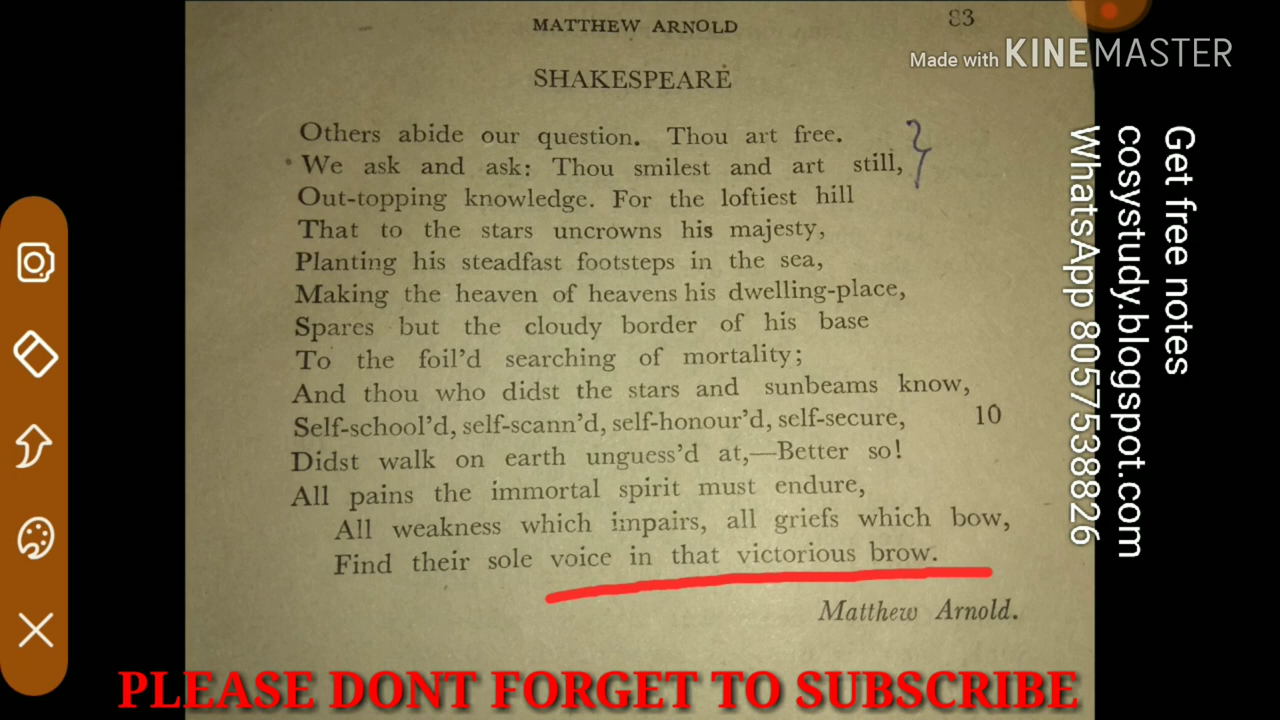 MATTHEW ARNOLD
83
Made with KINEMASTER
SHAKESPEARE
Others abide our question. Thou art free.
We ask and ask: Thou smilest and art still,
Out-topping knowledge. For the loftiest hill
That to the stars uncrowns his majesty,
Planting his steadfast footsteps in the sea,
Making the heaven of heavens his dwelling-place,
Spares but the cloudy border of his base
To the foil'd searching of mortality;
And thou who didst the stars and sunbeams know,
Self-school'd, self-scann'd, self-honour'd, self-secure, 10
Didst walk on earth unguess'd at,—Better so!
All pains the immortal spirit must endure,
All weakness which impairs, all griefs which bow,
Find their sole voice in that victorious brow.
Matthew Arnold.
Get free notes
cosystudy.blogspot.com
WhatsApp 8057538826
PLEASE DONT FORGET TO SUBSCRIBE